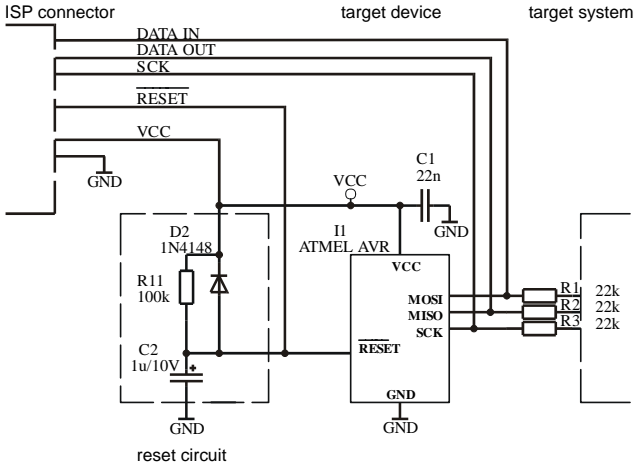 ISP connector
target device
target system
DATA IN
DATA OUT
SCK
RESET
VCC
GND
C1
22n
VCC
GND
D2
1N4148
I1
ATMEL AVR
VCC
R11
100k
MOSI
MISO
SCK
R1 22k
R2 22k
R3 22k
RESET
C2
1u/10V
+
GND
GND
GND
reset circuit